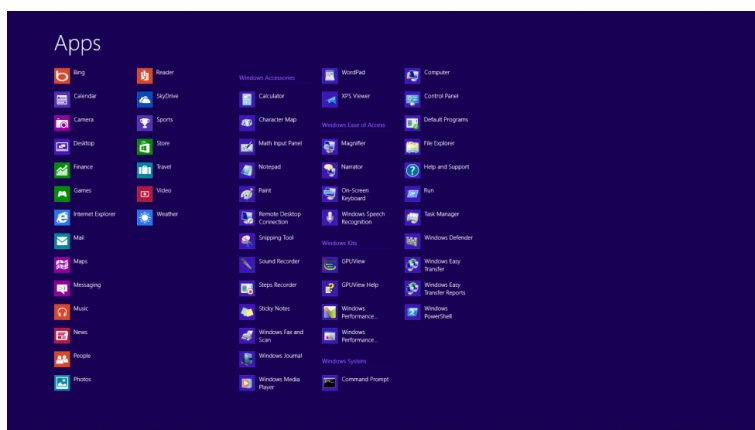 Apps
Bing
Calendar
Camera
Desktop
Finance
Games
Internet Explorer
Mail
Maps
Messaging
Music
News
People
Photos
Reader
SkyDrive
Sports
Store
Travel
Video
Weather
Windows Accessories
Calculator
Character Map
Math Input Panel
Notepad
Paint
Remote Desktop
Connection
Snipping Tool
Sound Recorder
Steps Recorder
Sticky Notes
Windows Fax and
Scan
Windows Journal
Windows Media
Player
WordPad
XPS Viewer
Windows Ease of Access
Magnifier
Narrator
On-Screen
Keyboard
Windows Speech
Recognition
Windows Kits
GPUView
GPUView Help
Windows
Performance...
Windows
Performance...
Windows System
Command Prompt
Computer
Control Panel
Default Programs
File Explorer
Help and Support
Run
Task Manager
Windows Defender
Windows Easy
Transfer
Windows Easy
Transfer Reports
Windows
PowerShell